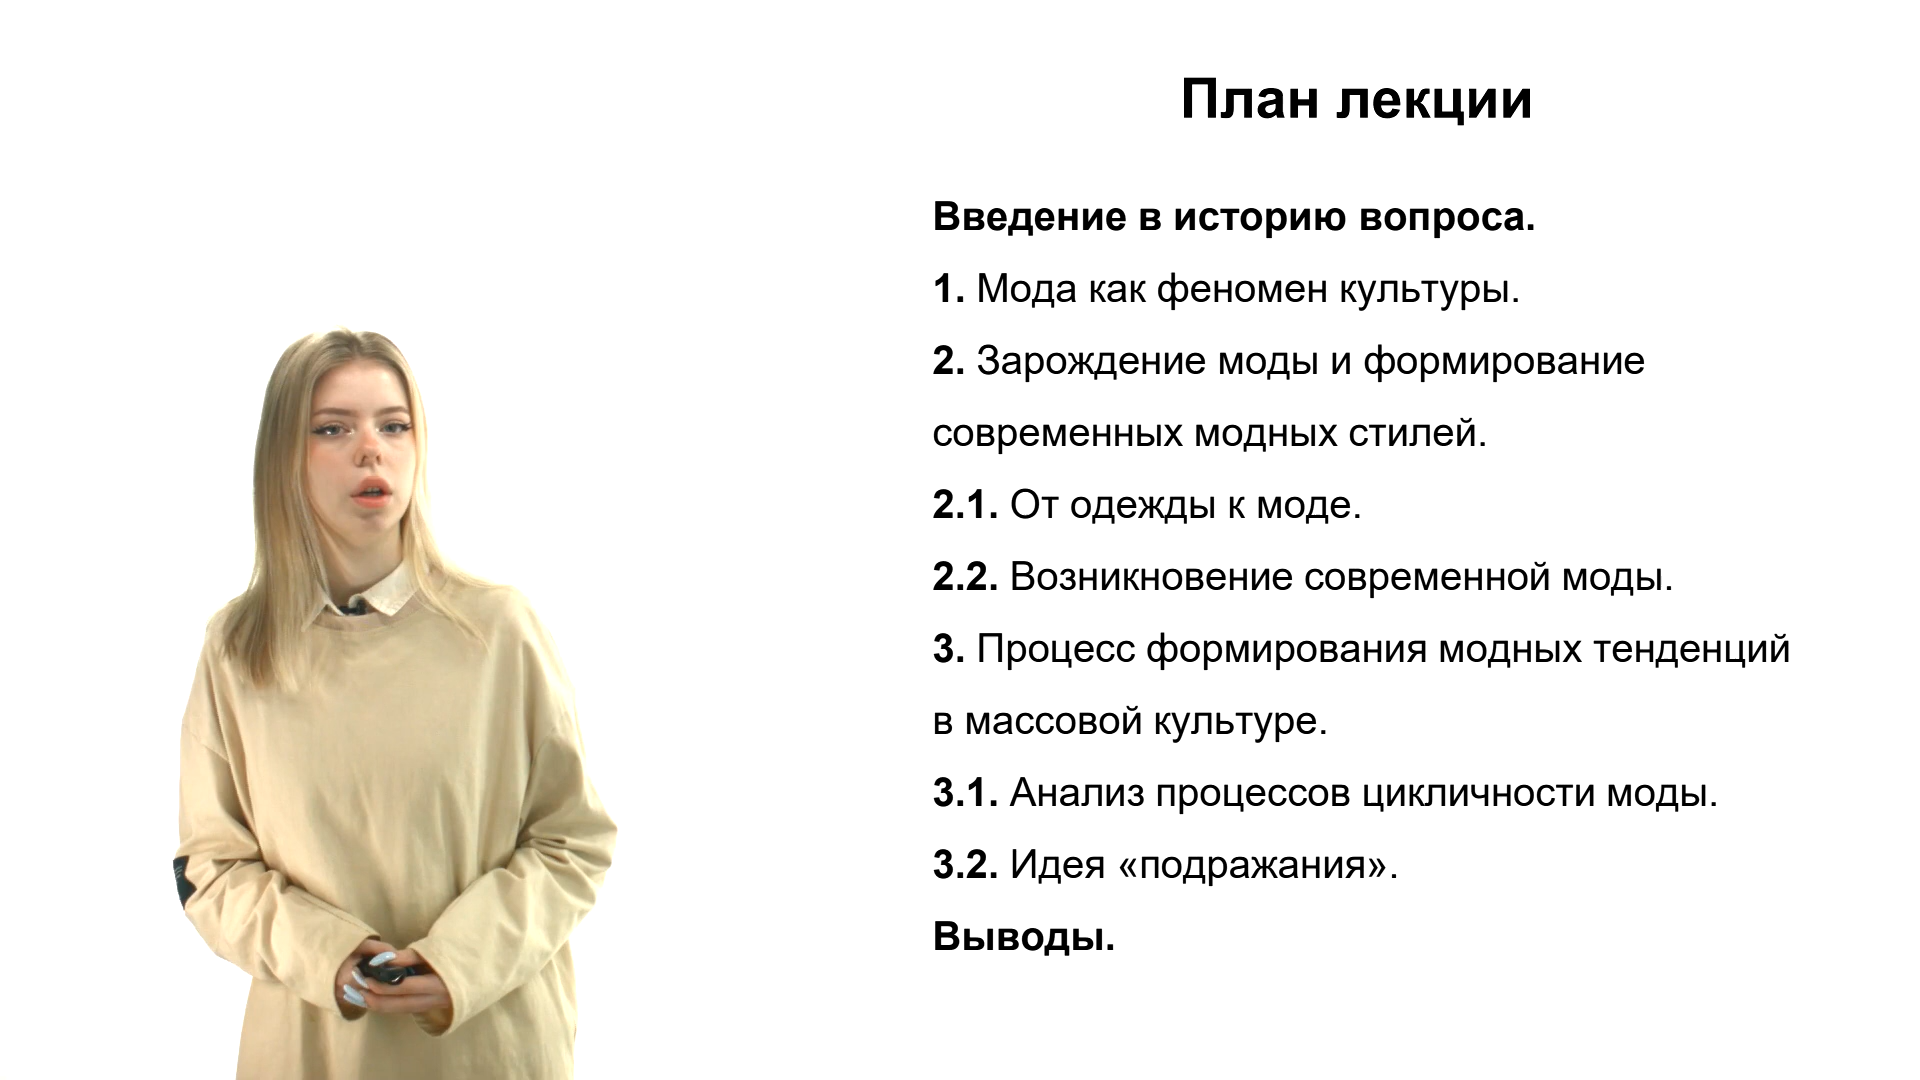 План лекции
Введение в историю вопроса.
1. Мода как феномен культуры.
2. Зарождение моды и формирование
современных модных стилей.
2.1. От одежды к моде.
2.2. Возникновение современной моды.
3. Процесс формирования модных тенденций
в массовой культуре.
3.1. Анализ процессов цикличности моды.
3.2. Идея «подражания».
Выводы.